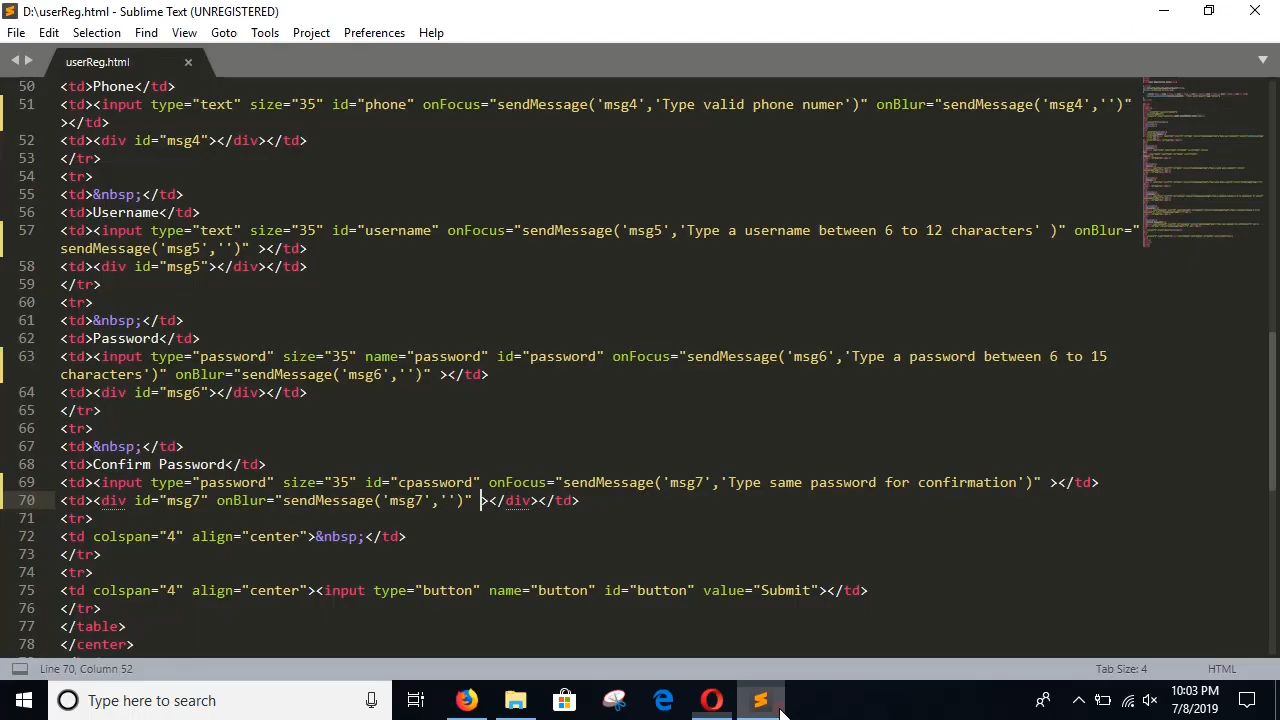 D:\userReg.html - Sublime Text (UNREGISTERED)
File Edit Selection Find View Goto Tools Project Preferences Help
userReg.html
50 <td>Phone</td>
51 <td><input type="text" size="35" id="phone" onFocus="sendMessage('msg4','Type valid phone numer')" onBlur="sendMessage('msg4','')"
></td>
52 <td><div id="msg4"></div></td>
53 </tr>
54 <tr>
55 <td>&nbsp;</td>
56 <td>Username</td>
57 <td><input type="text" size="35" id="username" onFocus="sendMessage('msg5','Type a username between 6 to 12 characters' )" onBlur="
sendMessage('msg5','')" ></td>
58 <td><div id="msg5"></div></td>
59 </tr>
60 <tr>
61 <td>&nbsp;</td>
62 <td>Password</td>
63 <td><input type="password" size="35" name="password" id="password" onFocus="sendMessage('msg6','Type a password between 6 to 15
characters')" onBlur="sendMessage('msg6','')" ></td>
64 <td><div id="msg6"></div></td>
65 </tr>
66 <tr>
67 <td>&nbsp;</td>
68 <td>Confirm Password</td>
69 <td><input type="password" size="35" id="cpassword" onFocus="sendMessage('msg7','Type same password for confirmation')" ></td>
70 <td><div id="msg7" onBlur="sendMessage('msg7','')" ></div></td>
71 <tr>
72 <td colspan="4" align="center">&nbsp;</td>
73 </tr>
74 <tr>
75 <td colspan="4" align="center"><input type="button" name="button" id="button" value="Submit"></td>
76 </tr>
77 </table>
78 </center>
Line 70, Column 52 Tab Size: 4 HTML
Type here to search
10:03 PM
7/8/2019